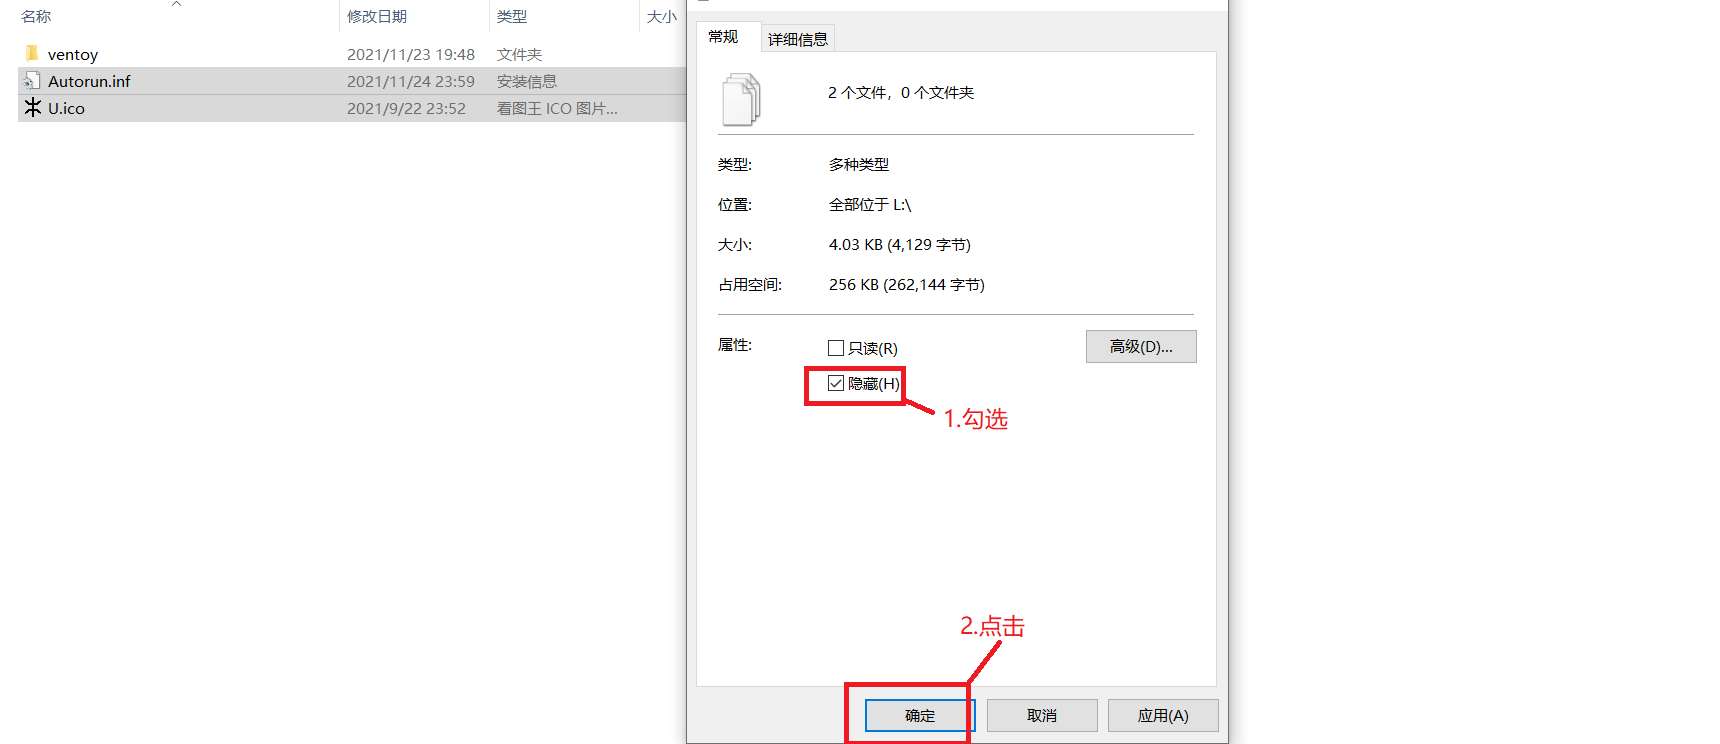 名称 修改日期 类型 大小
ventoy 2021/11/23 19:48 文件夹
Autorun.inf 2021/11/24 23:59 安装信息
U.ico 2021/9/22 23:52 看图王 ICO 图片...
常规 详细信息
2 个文件，0 个文件夹
类型: 多种类型
位置: 全部位于 L:\
大小: 4.03 KB (4,129 字节)
占用空间: 256 KB (262,144 字节)
属性: 只读(R) 高级(D)...
隐藏(H)
1.勾选
2.点击
确定 取消 应用(A)